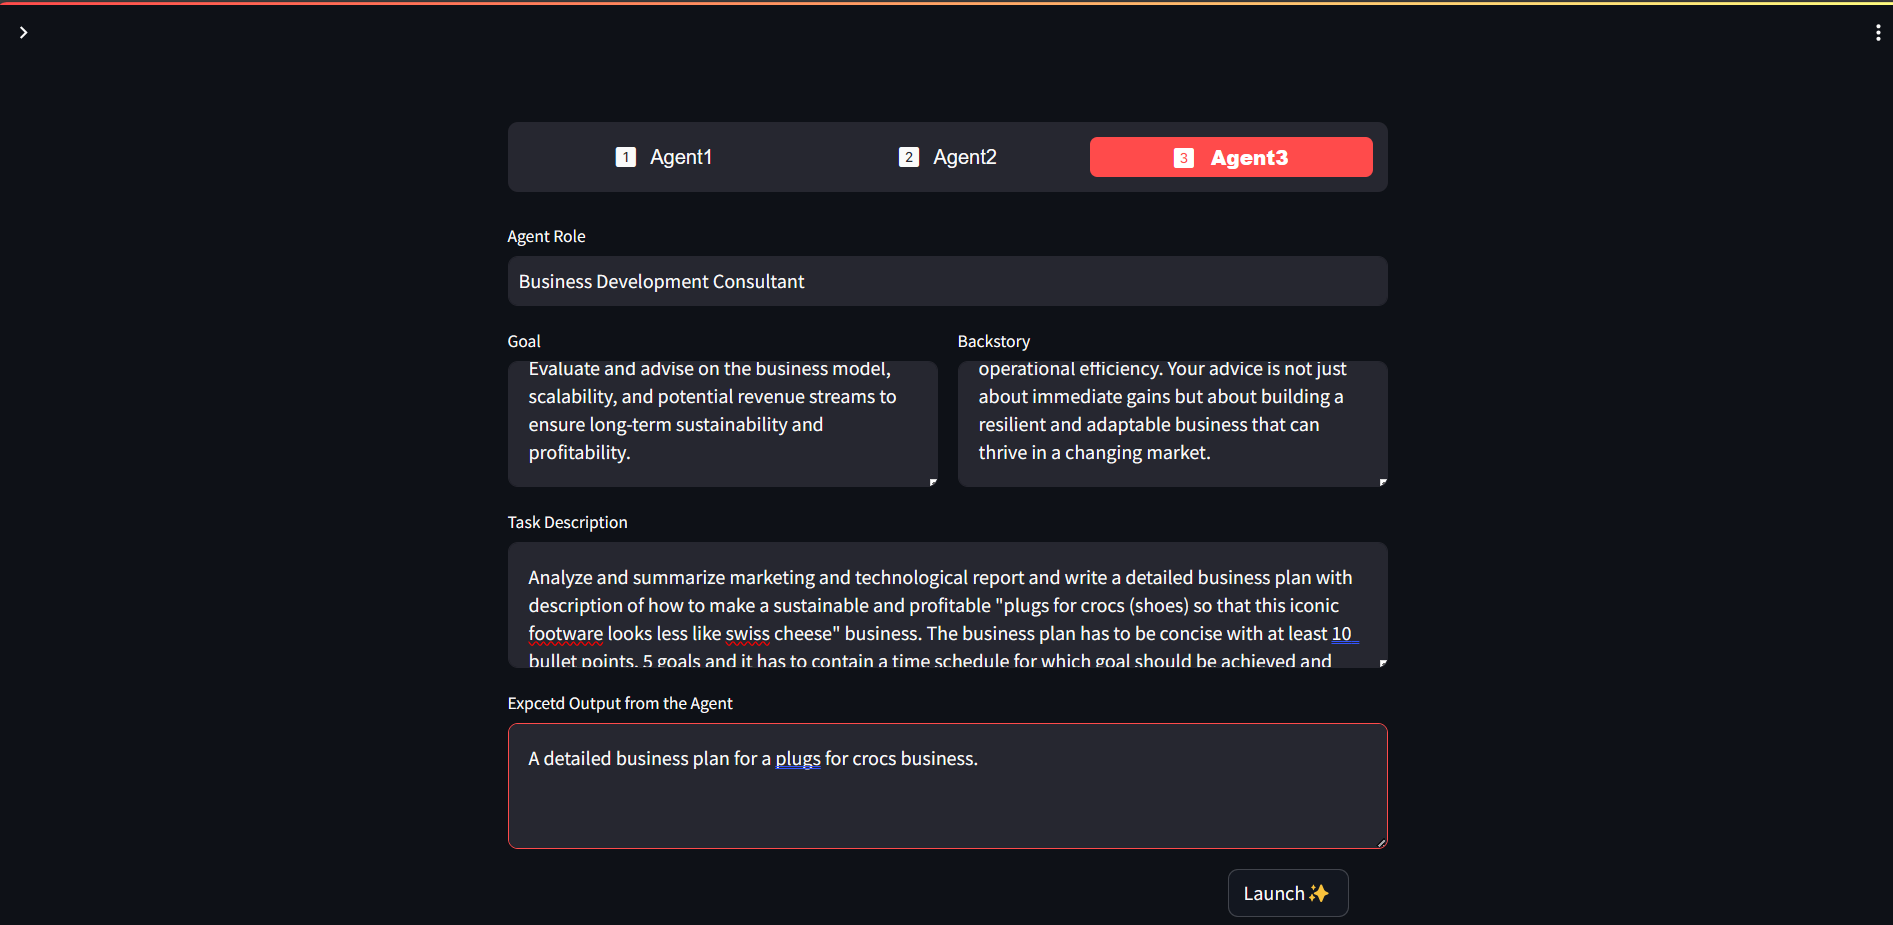 1 Agent1
2 Agent2
3 Agent3
Agent Role
Business Development Consultant
Goal
Evaluate and advise on the business model,
scalability, and potential revenue streams to
ensure long-term sustainability and
profitability.
Backstory
operational efficiency. Your advice is not just
about immediate gains but about building a
resilient and adaptable business that can
thrive in a changing market.
Task Description
Analyze and summarize marketing and technological report and write a detailed business plan with
description of how to make a sustainable and profitable "plugs for crocs (shoes) so that this iconic
footware looks less like swiss cheese" business. The business plan has to be concise with at least 10
bullet points, 5 goals and it has to contain a time schedule for which goal should be achieved and
Expcetd Output from the Agent
A detailed business plan for a plugs for crocs business.
Launch✨